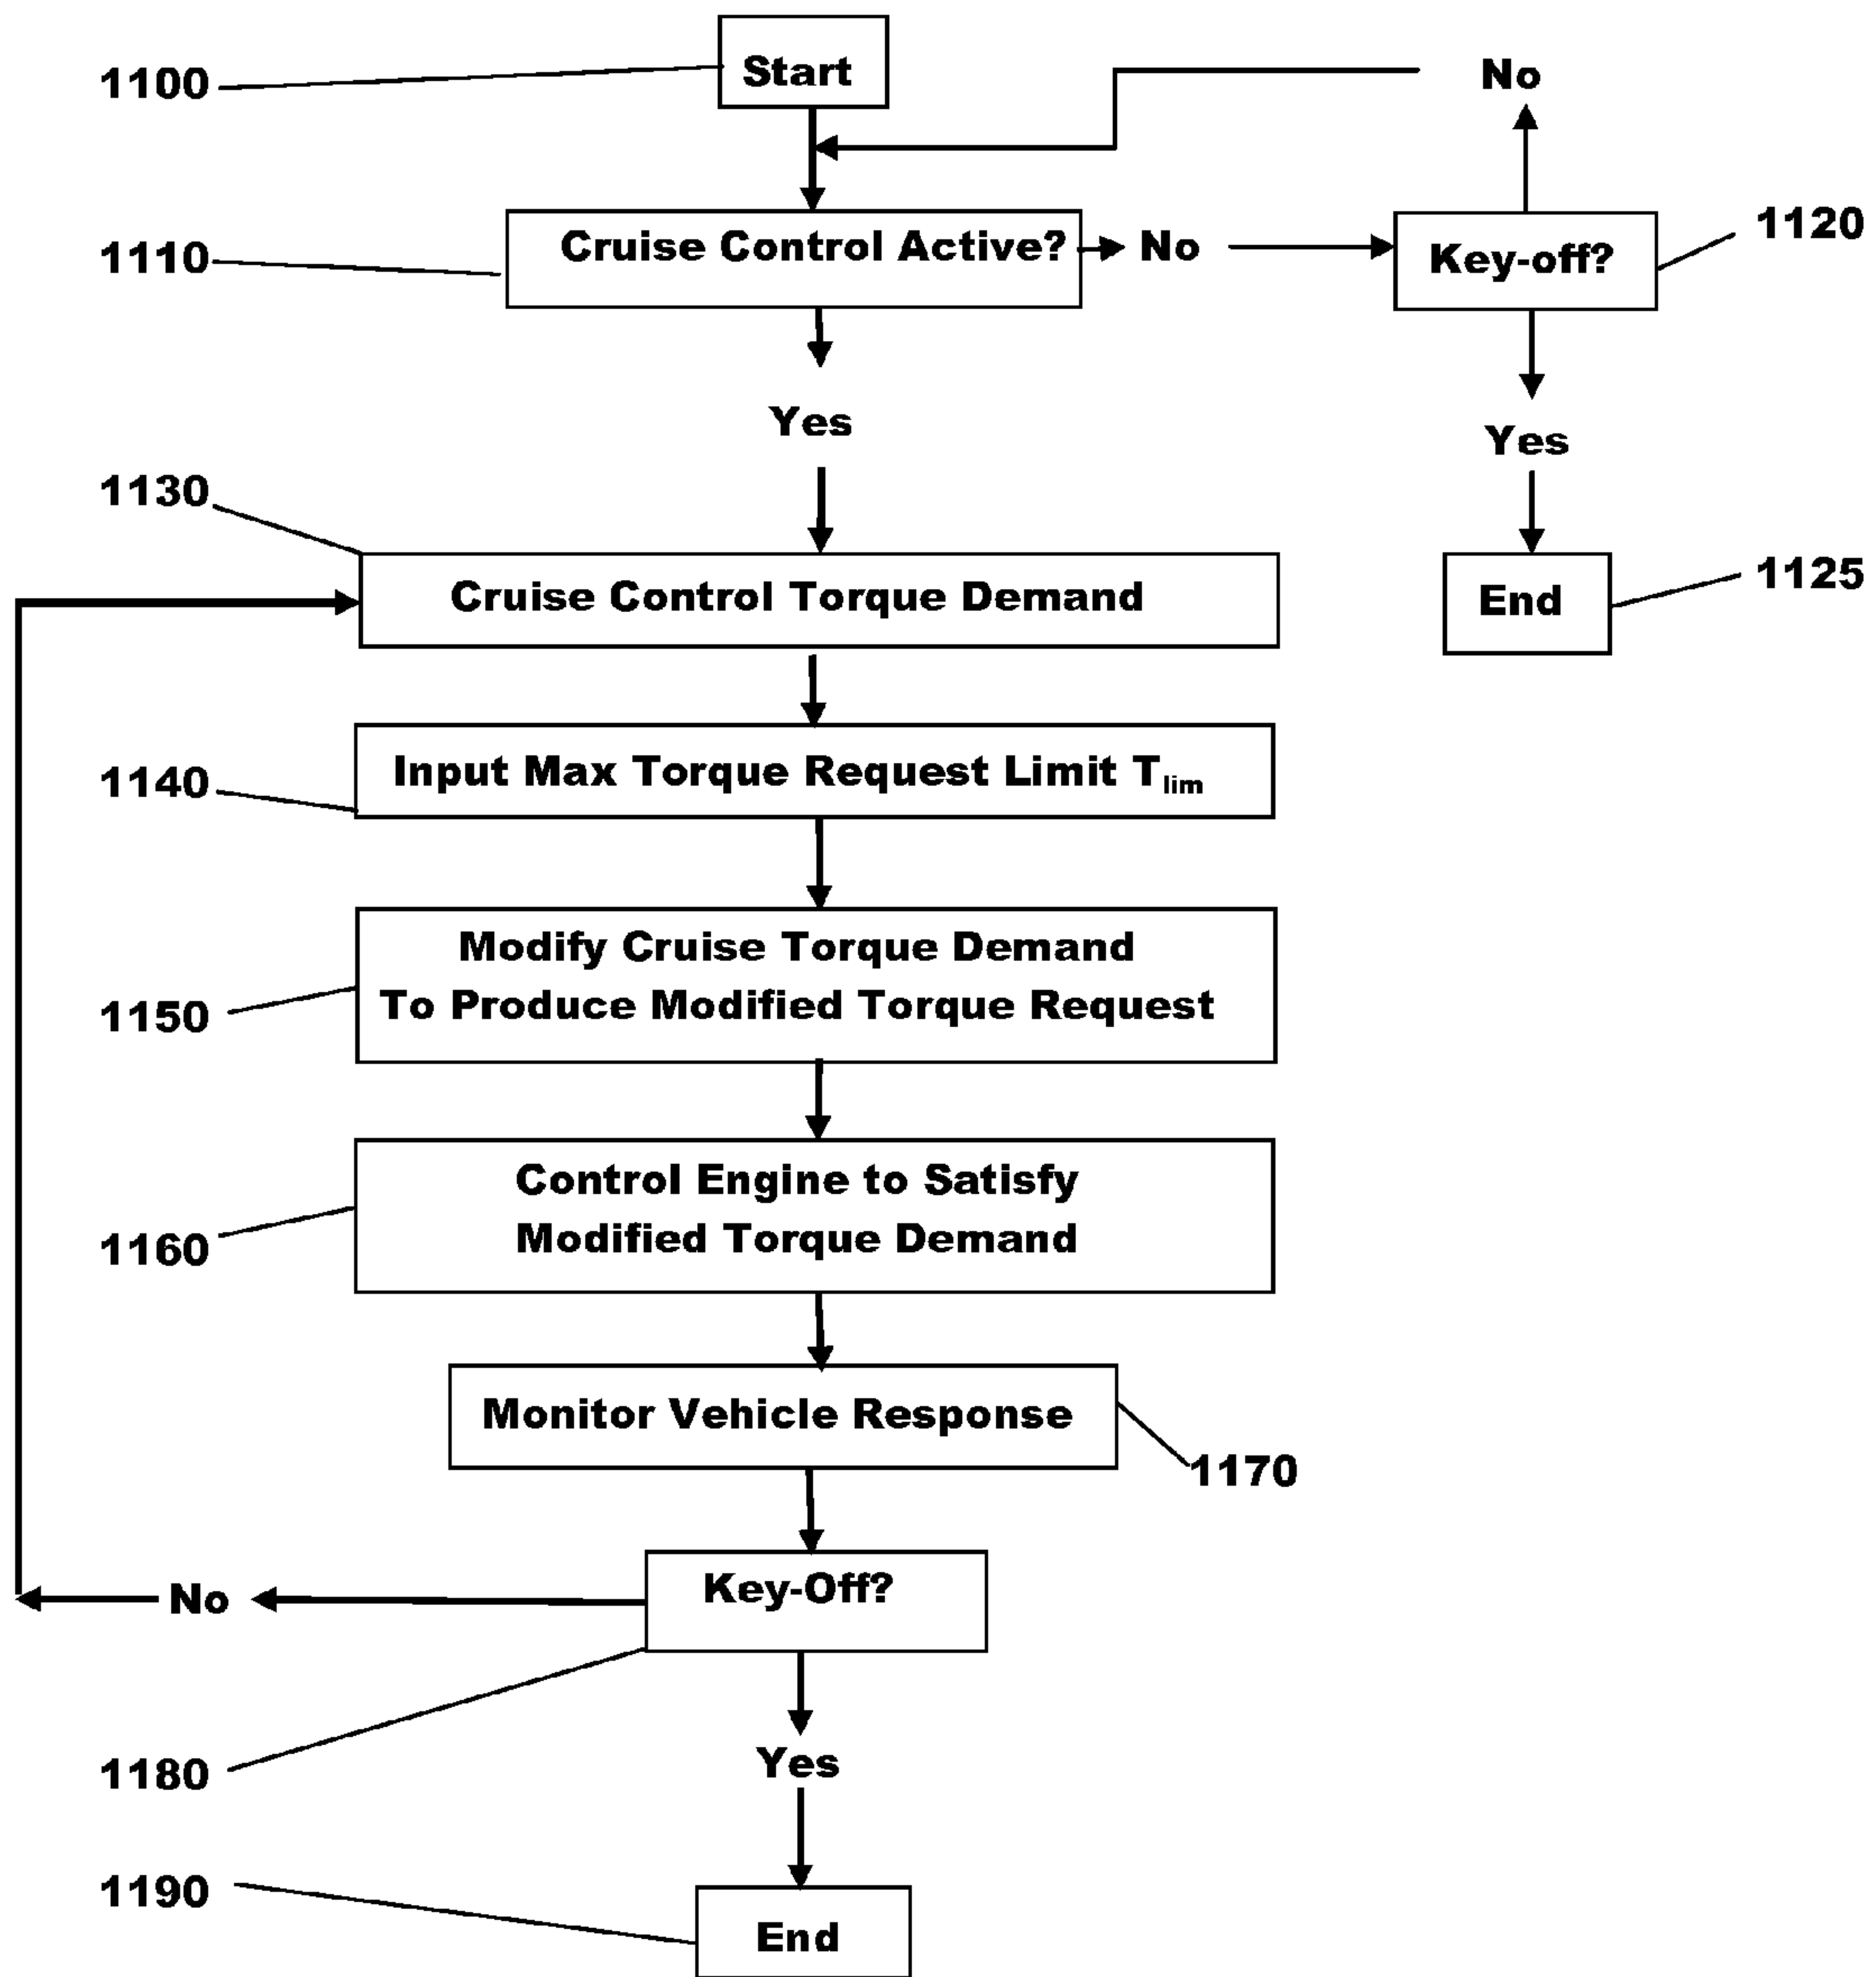 1100
Start
No
1110
Cruise Control Active?
No
Key-off?
1120
Yes
Yes
1130
Cruise Control Torque Demand
End
1125
1140
Input Max Torque Request Limit Tlim
1150
Modify Cruise Torque Demand
To Produce Modified Torque Request
1160
Control Engine to Satisfy
Modified Torque Demand
Monitor Vehicle Response
1170
Key-Off?
No
1180
Yes
1190
End